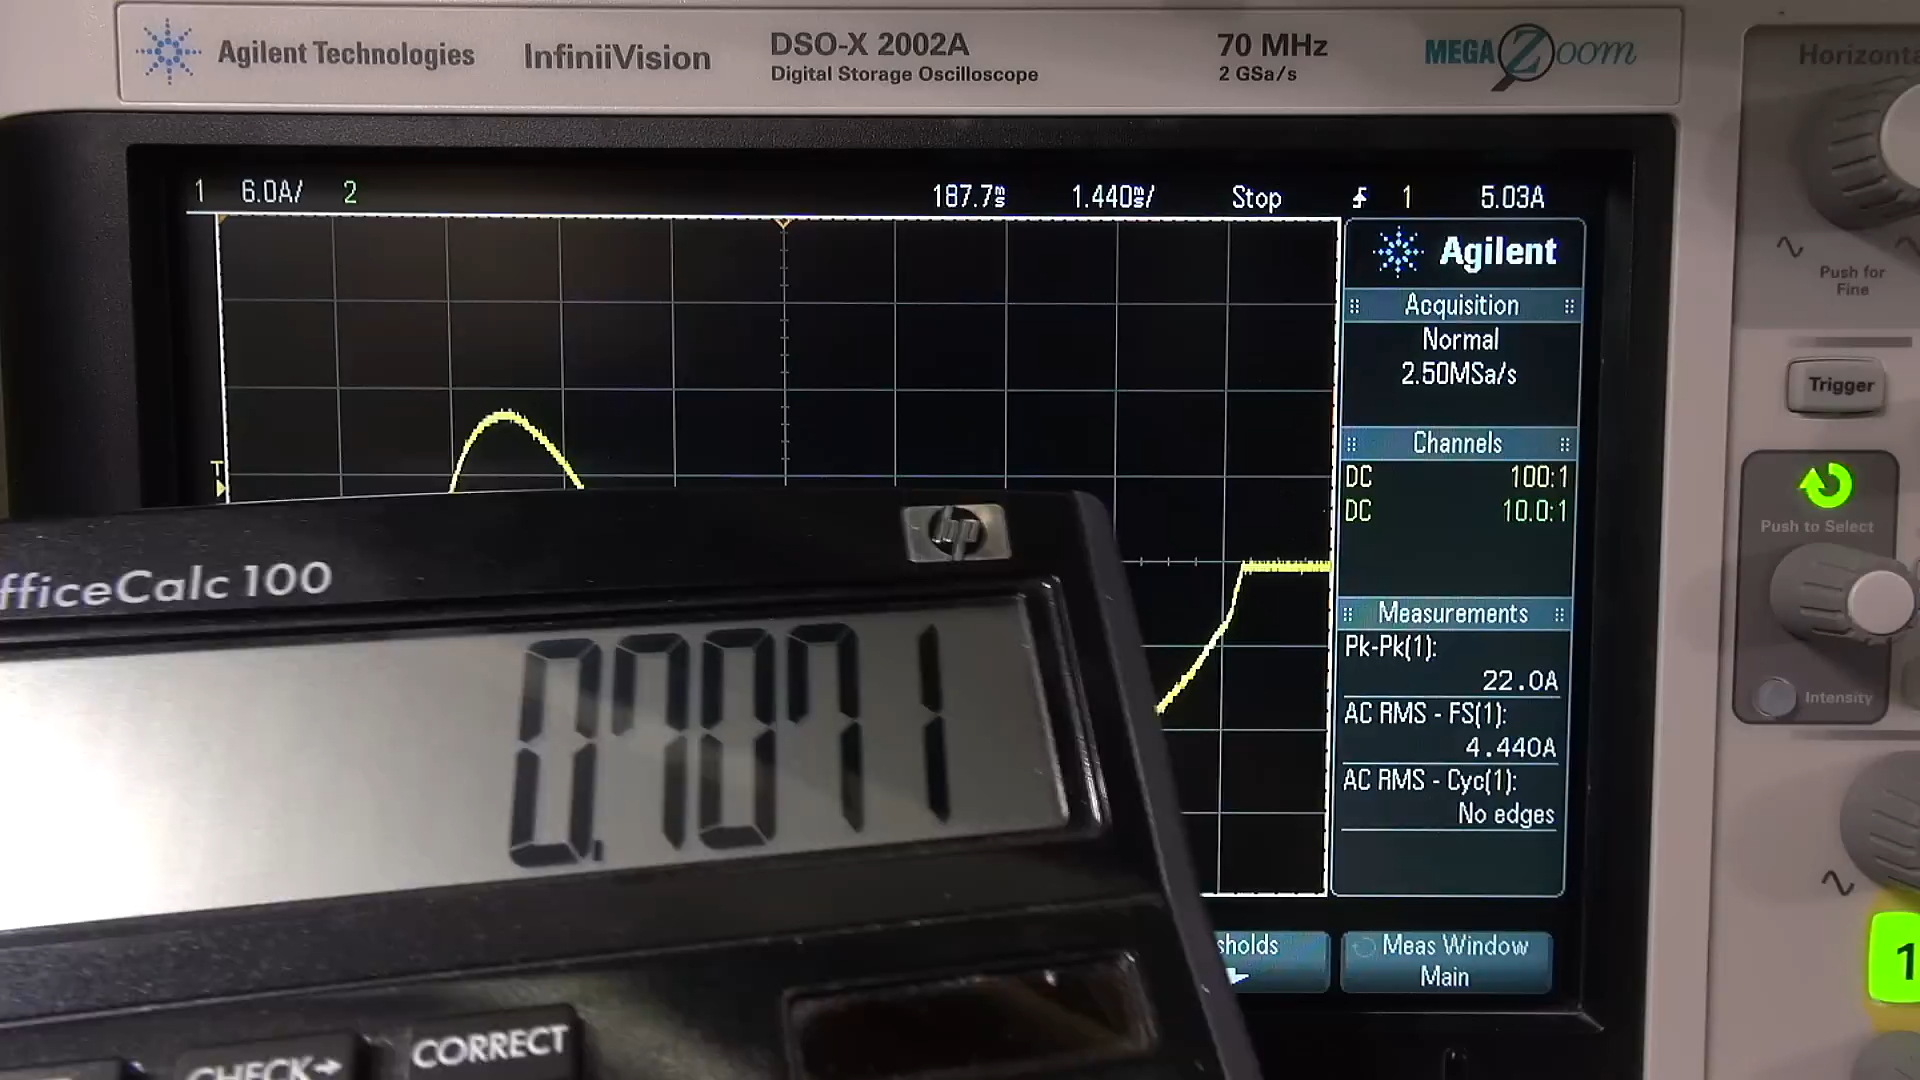 Agilent Technologies InfiniiVision DSO-X 2002A 70 MHz MEGA Zoom
Digital Storage Oscilloscope 2 GSa/s
Horizonta
1 6.0A/ 2 187.7ms 1.440ms/ Stop 1 5.03A
Agilent
Push for
Fine
Acquisition
Normal
2.50MSa/s
Trigger
Channels
DC 100:1
DC 10.0:1
T
Push to Select
hp
fficeCalc 100
0.7071
Measurements
Pk-Pk(1):
22.0A
Intensity
AC RMS - FS(1):
4.440A
AC RMS - Cyc(1):
No edges
sholds
Meas Window
Main
1
CHECK→
CORRECT